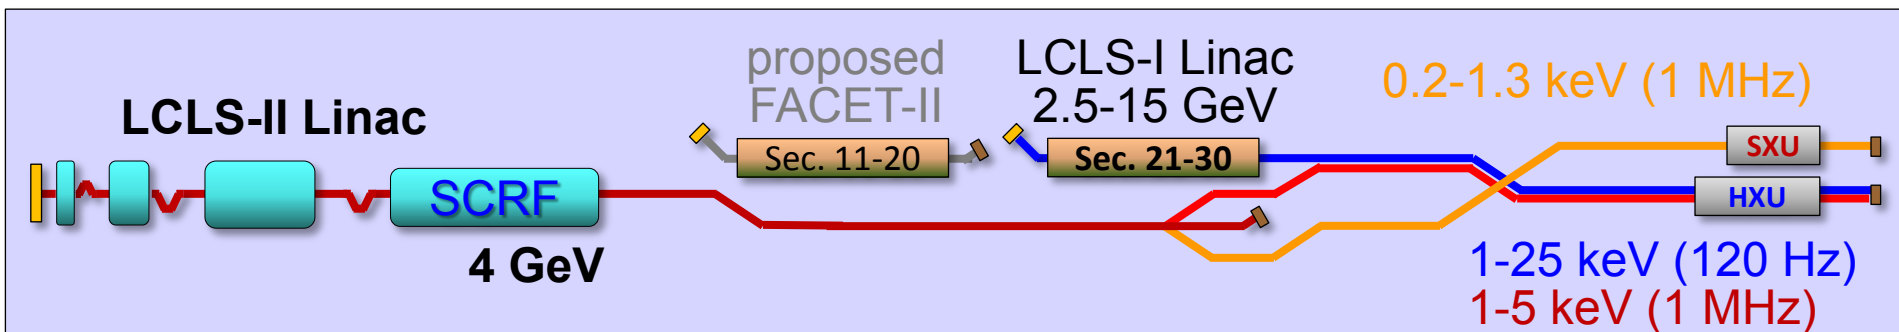 LCLS-II Linac
SCRF
4 GeV
proposed
FACET-II
Sec. 11-20
LCLS-I Linac
2.5-15 GeV
Sec. 21-30
0.2-1.3 keV (1 MHz)
SXU
HXU
1-25 keV (120 Hz)
1-5 keV (1 MHz)